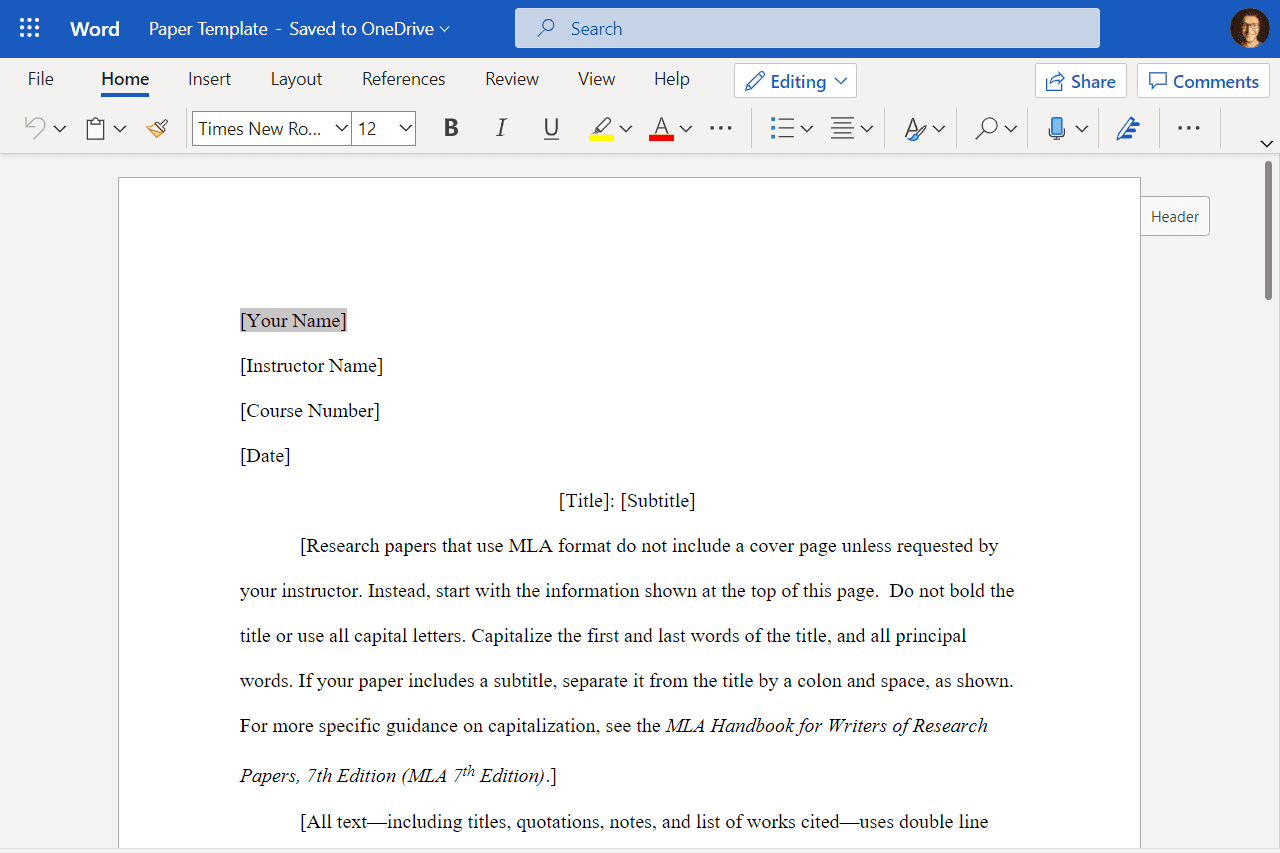 Word Paper Template - Saved to OneDrive Search
File Home Insert Layout References Review View Help Editing Share Comments
Times New Ro... 12 B I U A
Header
[Your Name]
[Instructor Name]
[Course Number]
[Date]
[Title]: [Subtitle]
[Research papers that use MLA format do not include a cover page unless requested by
your instructor. Instead, start with the information shown at the top of this page.  Do not bold the
title or use all capital letters. Capitalize the first and last words of the title, and all principal
words. If your paper includes a subtitle, separate it from the title by a colon and space, as shown.
For more specific guidance on capitalization, see the MLA Handbook for Writers of Research
Papers, 7th Edition (MLA 7th Edition).]
[All text—including titles, quotations, notes, and list of works cited—uses double line